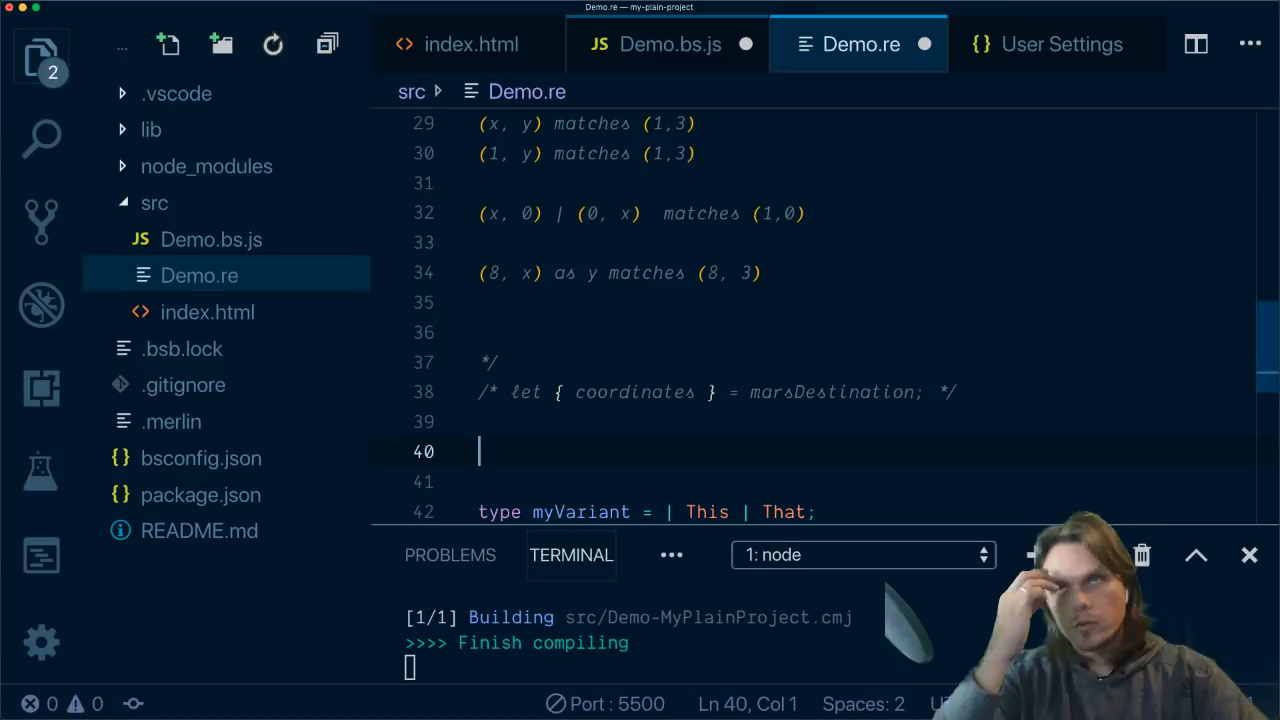 Demo.re — my-plain-project
2
...
index.html
JS Demo.bs.js
Demo.re
{} User Settings
src
Demo.re
.vscode
lib
node_modules
src
JS Demo.bs.js
Demo.re
index.html
.bsb.lock
.gitignore
.merlin
{} bsconfig.json
{} package.json
README.md
29 (x, y) matches (1,3)
30 (1, y) matches (1,3)
31
32 (x, 0) | (0, x)  matches (1,0)
33
34 (8, x) as y matches (8, 3)
35
36
37 */
38 /* let { coordinates } = marsDestination; */
39
40
41
42 type myVariant = | This | That;
PROBLEMS
TERMINAL
1: node
[1/1] Building src/Demo-MyPlainProject.cmj
>>>> Finish compiling
0 0
Port : 5500
Ln 40, Col 1
Spaces: 2